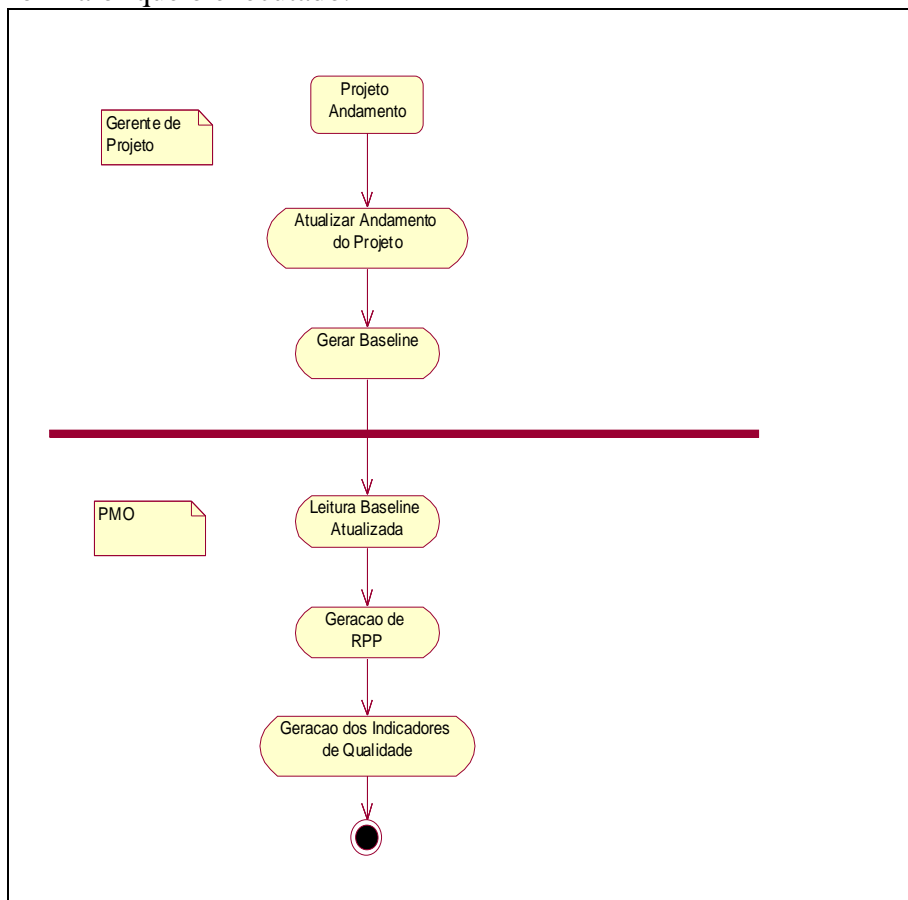 Projeto
Andamento
Gerente de
Projeto
Atualizar Andamento
do Projeto
Gerar Baseline
Leitura Baseline
Atualizada
PMO
Geracao de
RPP
Geracao dos Indicadores
de Qualidade